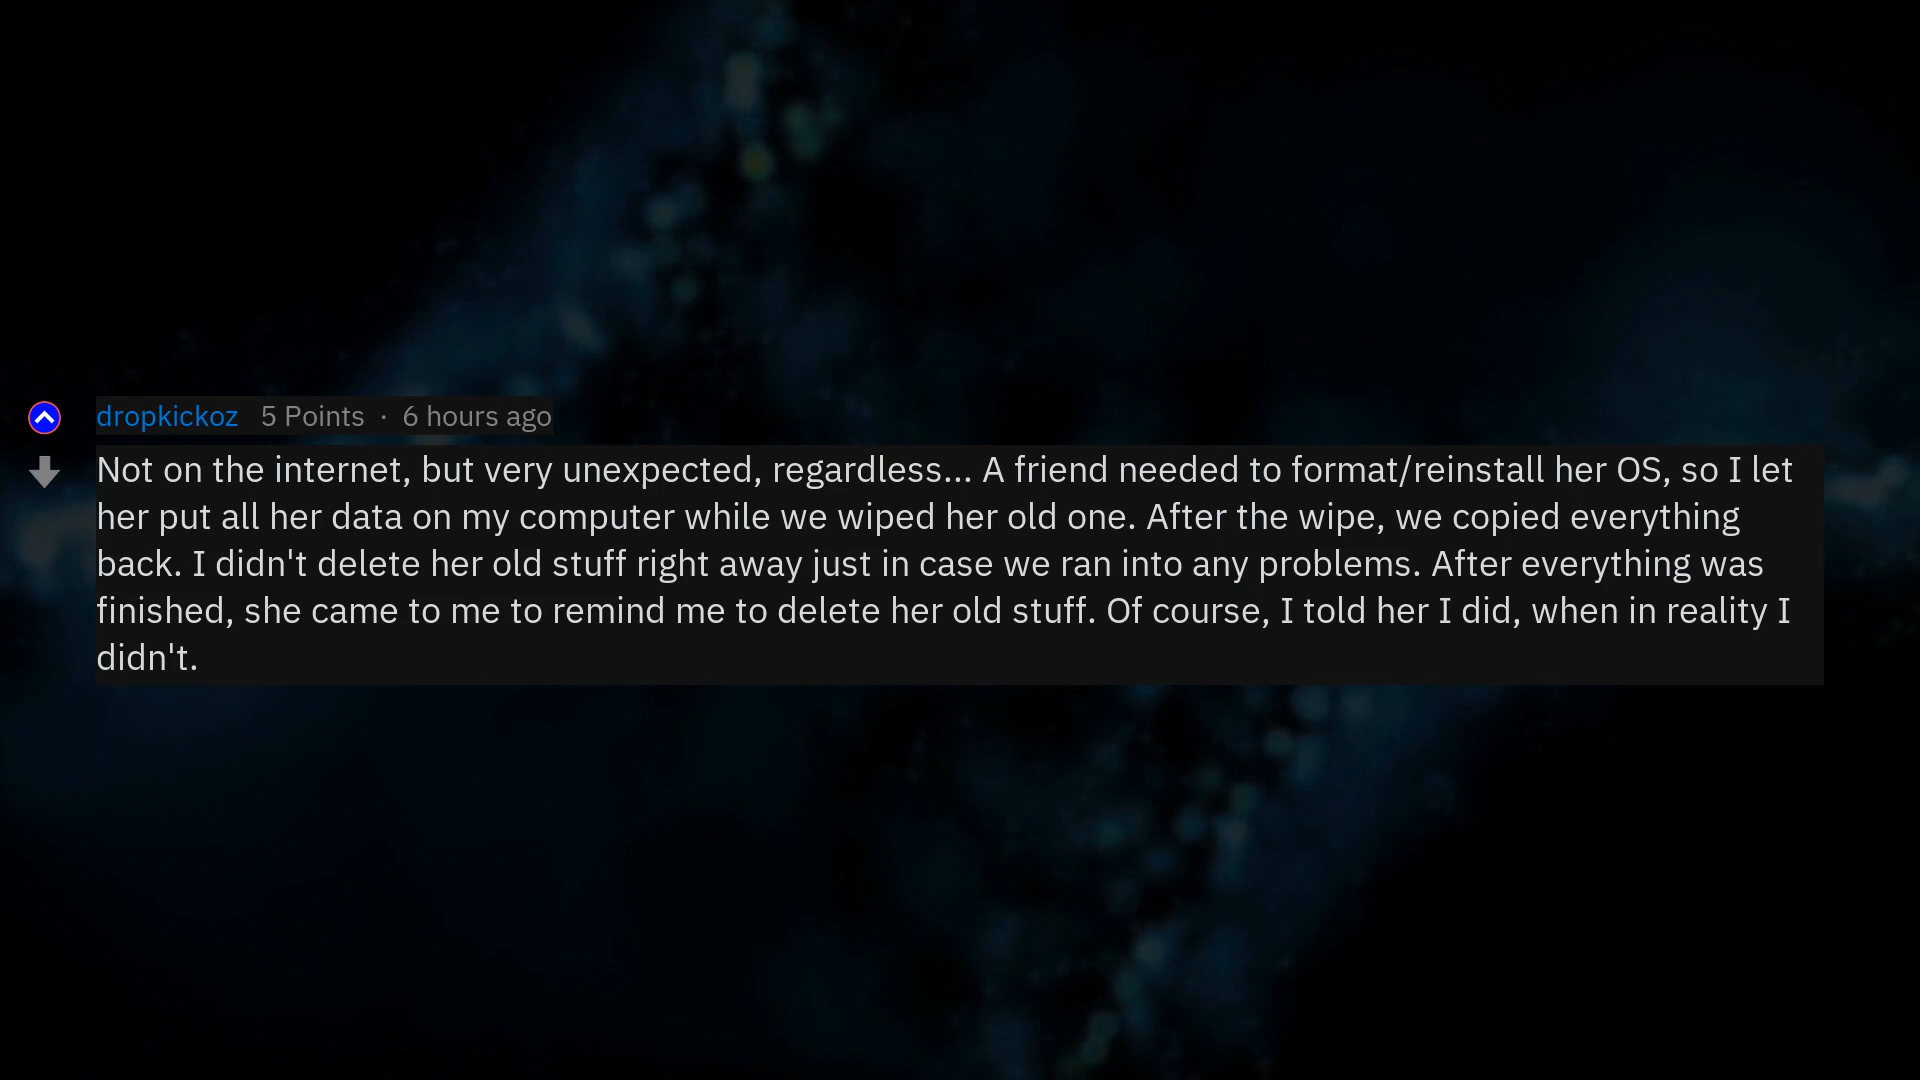 dropkickoz 5 Points · 6 hours ago
Not on the internet, but very unexpected, regardless... A friend needed to format/reinstall her OS, so I let
her put all her data on my computer while we wiped her old one. After the wipe, we copied everything
back. I didn't delete her old stuff right away just in case we ran into any problems. After everything was
finished, she came to me to remind me to delete her old stuff. Of course, I told her I did, when in reality I
didn't.